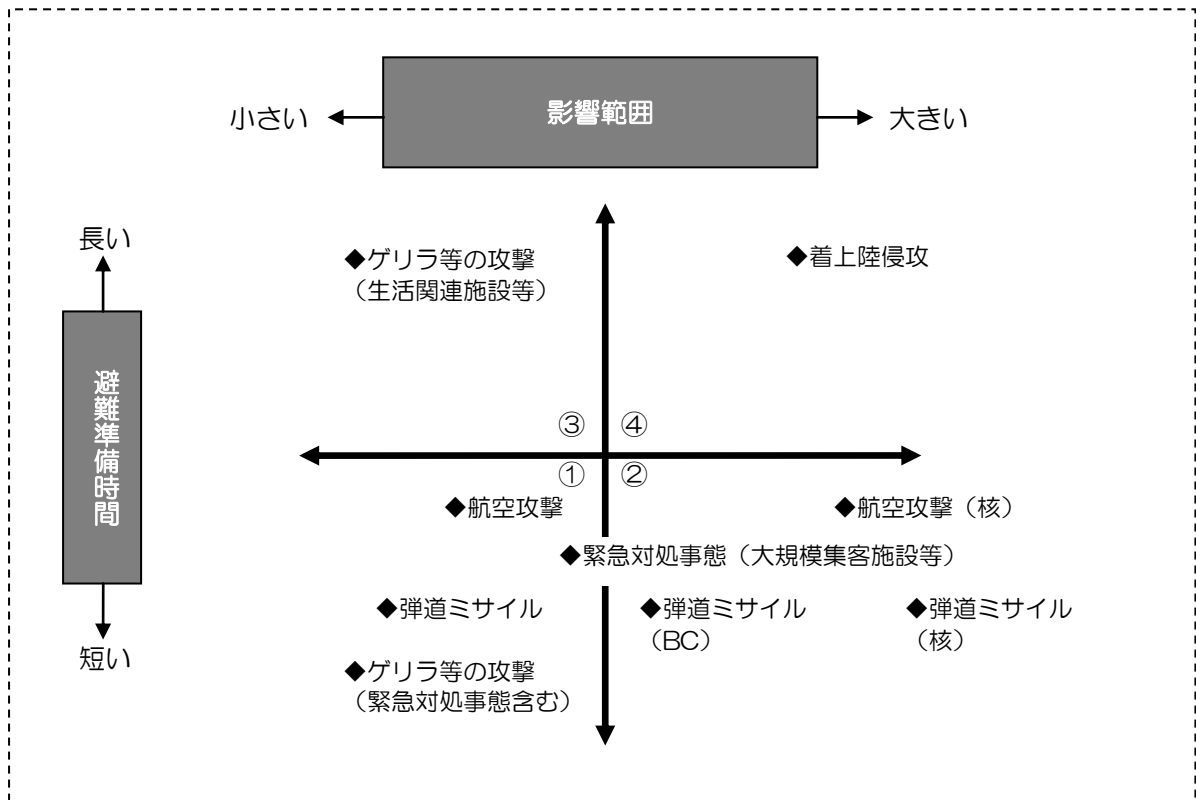 影響範囲
小さい
大きい
長い
避難準備時間
短い
◆ゲリラ等の攻撃
（生活関連施設等）
◆着上陸侵攻
③
④
①
②
◆航空攻撃
◆航空攻撃（核）
◆緊急対処事態（大規模集客施設等）
◆弾道ミサイル
◆弾道ミサイル
（BC）
◆弾道ミサイル
（核）
◆ゲリラ等の攻撃
（緊急対処事態含む）